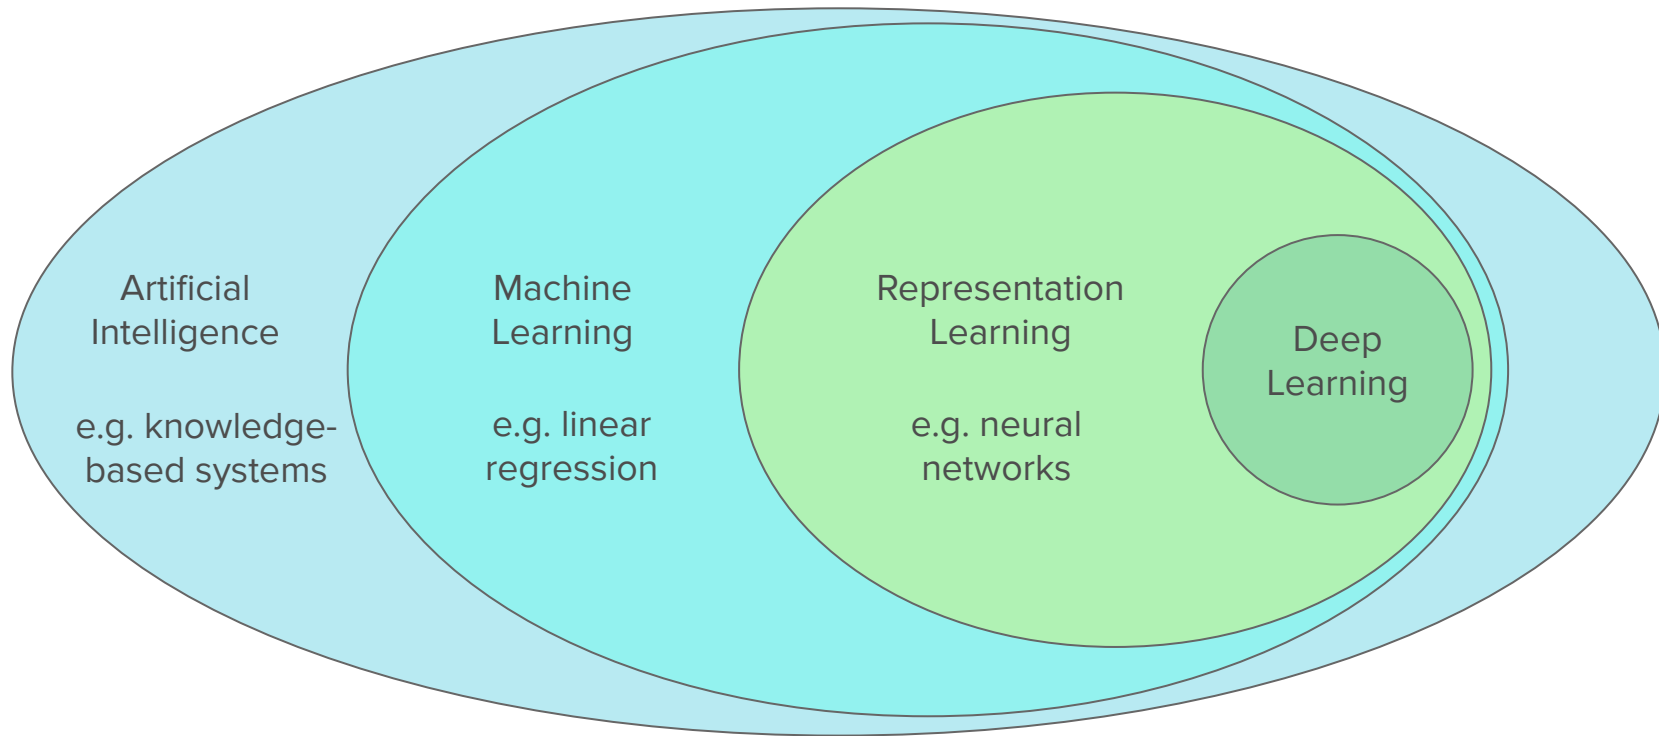 Artificial
Intelligence
e.g. knowledge-
based systems
Machine
Learning
e.g. linear
regression
Representation
Learning
e.g. neural
networks
Deep
Learning